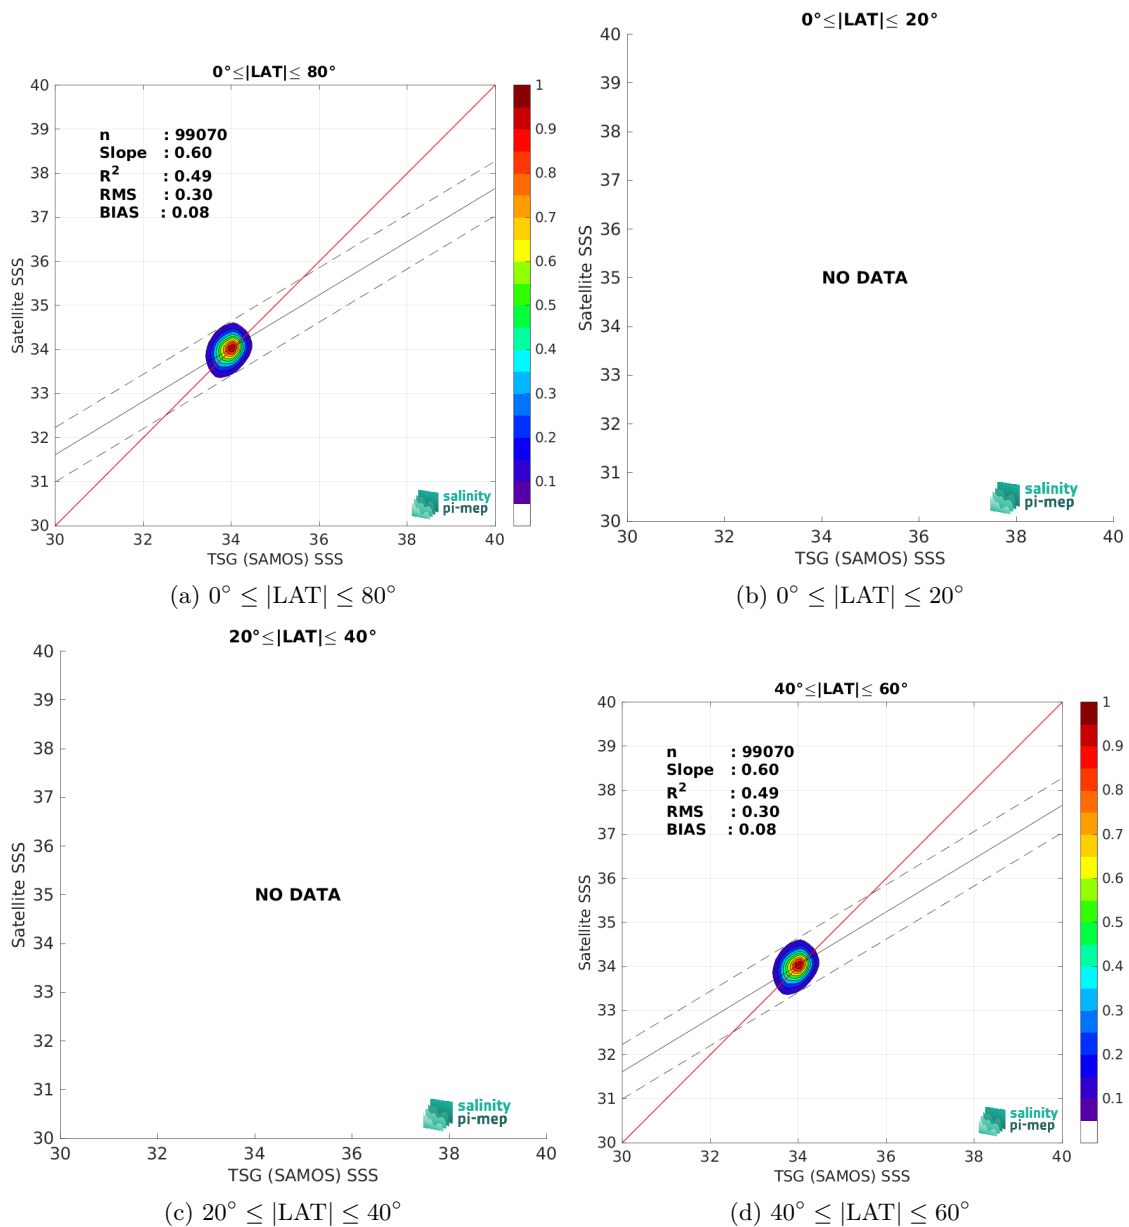 0°≤|LAT|≤ 80°
40
39
38
37
36
35
34
33
32
31
30
Satellite SSS
n : 99070
Slope : 0.60
R² : 0.49
RMS : 0.30
BIAS : 0.08
salinity
pi-mep
30 32 34 36 38 40
TSG (SAMOS) SSS
1
0.9
0.8
0.7
0.6
0.5
0.4
0.3
0.2
0.1
(a) 0° ≤ |LAT| ≤ 80°
0°≤|LAT|≤ 20°
40
39
38
37
36
35
34
33
32
31
30
Satellite SSS
NO DATA
salinity
pi-mep
30 32 34 36 38 40
TSG (SAMOS) SSS
(b) 0° ≤ |LAT| ≤ 20°
20°≤|LAT|≤ 40°
40
39
38
37
36
35
34
33
32
31
30
Satellite SSS
NO DATA
salinity
pi-mep
30 32 34 36 38 40
TSG (SAMOS) SSS
(c) 20° ≤ |LAT| ≤ 40°
40°≤|LAT|≤ 60°
40
39
38
37
36
35
34
33
32
31
30
Satellite SSS
n : 99070
Slope : 0.60
R² : 0.49
RMS : 0.30
BIAS : 0.08
salinity
pi-mep
30 32 34 36 38 40
TSG (SAMOS) SSS
1
0.9
0.8
0.7
0.6
0.5
0.4
0.3
0.2
0.1
(d) 40° ≤ |LAT| ≤ 60°